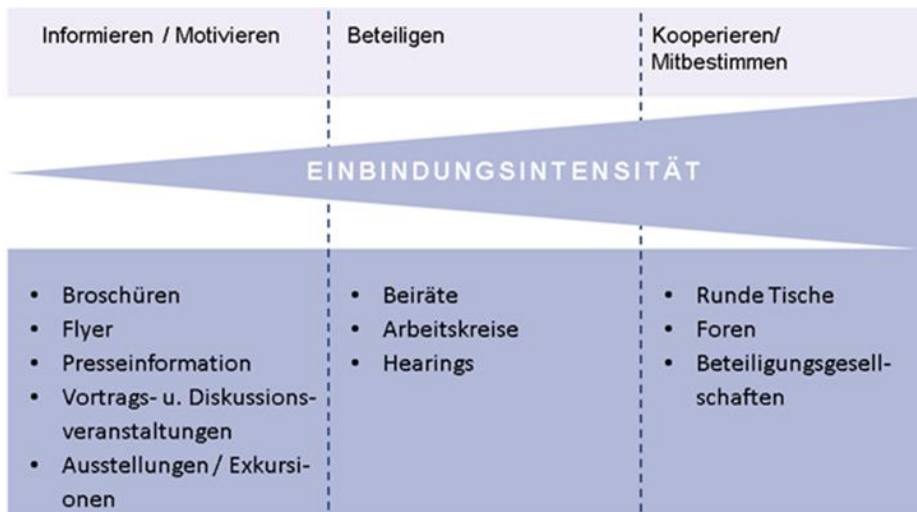 Informieren / Motivieren
Beteiligen
Kooperieren/
Mitbestimmen
EINBINDUNGSINTENSITÄT
• Broschüren
• Flyer
• Presseinformation
• Vortrags- u. Diskussions-
veranstaltungen
• Ausstellungen / Exkursi-
onen
• Beiräte
• Arbeitskreise
• Hearings
• Runde Tische
• Foren
• Beteiligungsgesell-
schaften